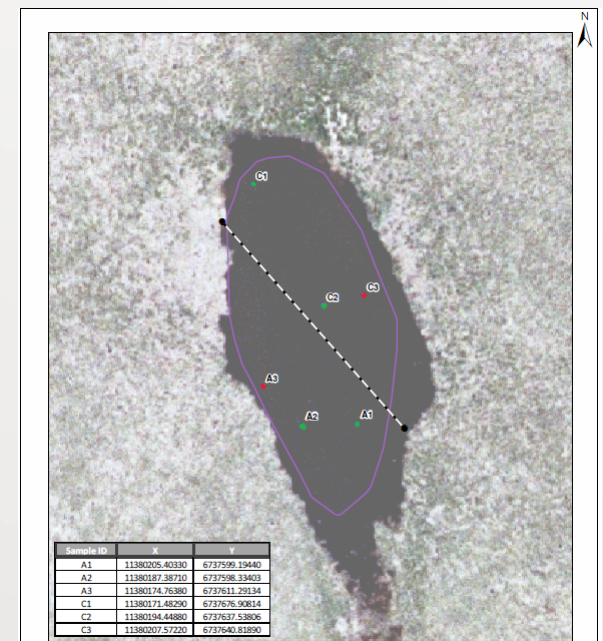 N
C1
C2
C3
A3
A2
A1
Sample ID X Y
A1 11380205.40330 6737599.19440
A2 11380187.38710 6737598.33403
A3 11380174.76380 6737611.29134
C1 11380171.48290 6737676.90814
C2 11380194.44880 6737637.53806
C3 11380207.57220 6737640.81890